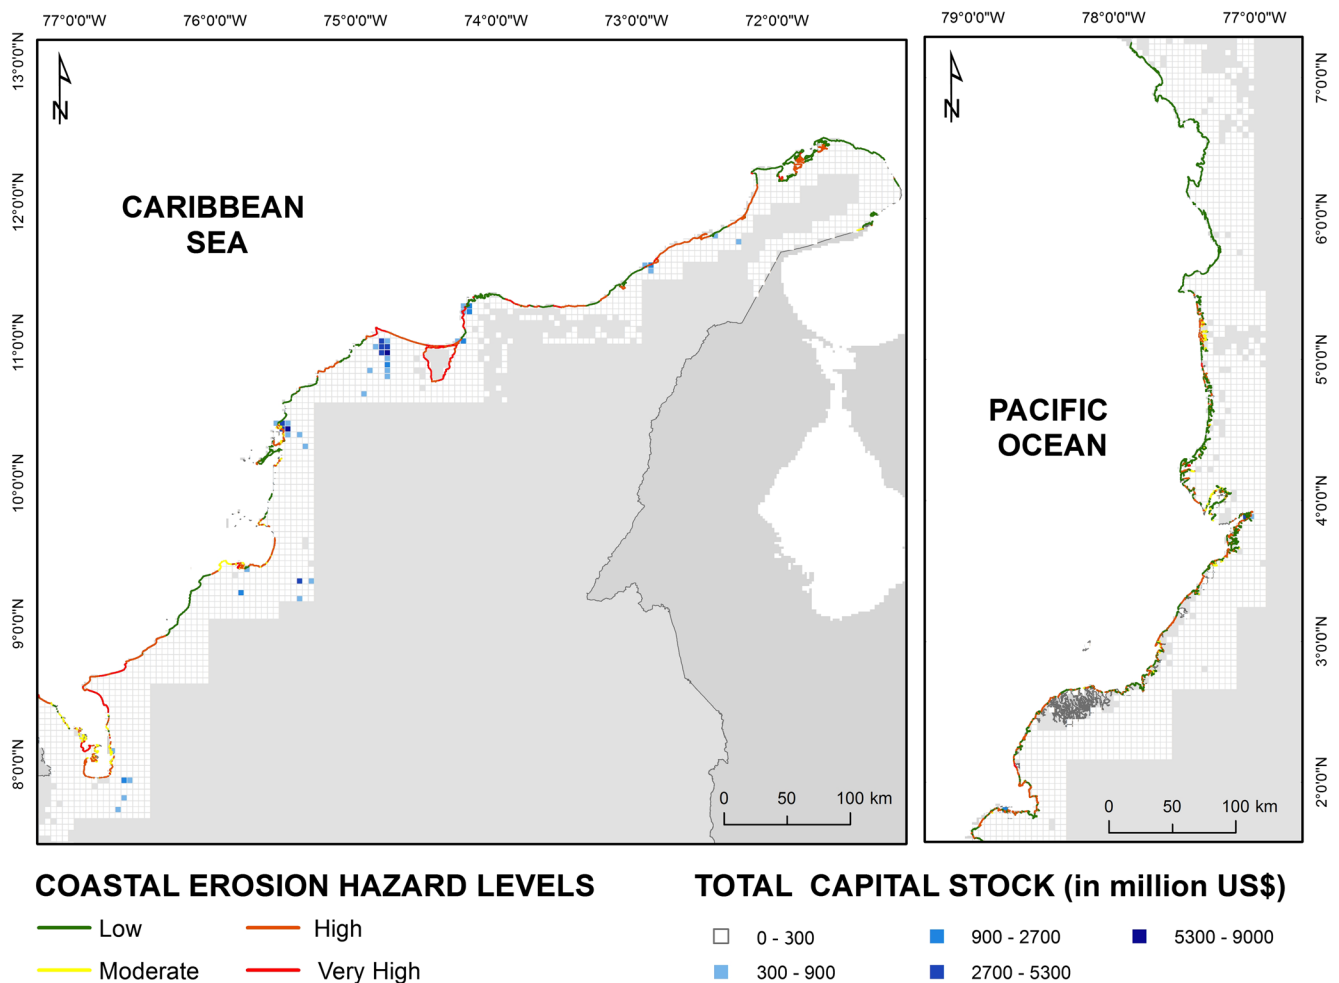 77°0'0"W 76°0'0"W 75°0'0"W 74°0'0"W 73°0'0"W 72°0'0"W
79°0'0"W 78°0'0"W 77°0'0"W
13°0'0"N
12°0'0"N
11°0'0"N
10°0'0"N
9°0'0"N
8°0'0"N
N
CARIBBEAN
SEA
0 50 100 km
N
PACIFIC
OCEAN
0 50 100 km
7°0'0"N
6°0'0"N
5°0'0"N
4°0'0"N
3°0'0"N
2°0'0"N
COASTAL EROSION HAZARD LEVELS
Low High
Moderate Very High
TOTAL CAPITAL STOCK (in million US$)
0 - 300 900 - 2700 5300 - 9000
300 - 900 2700 - 5300